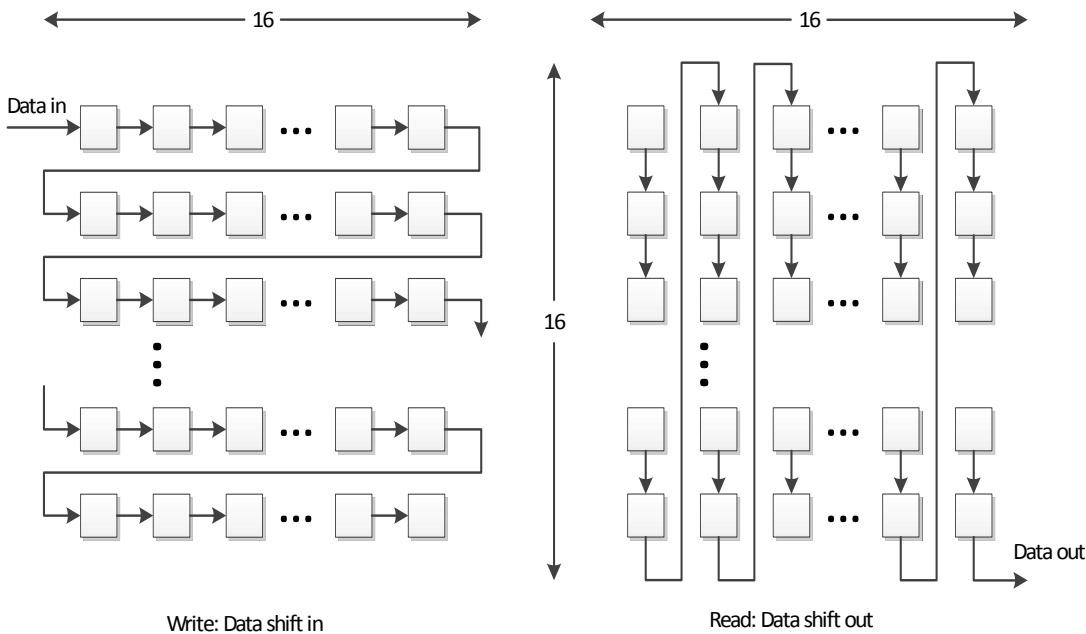 16
16
Data in
16
Data out
Write: Data shift in
Read: Data shift out